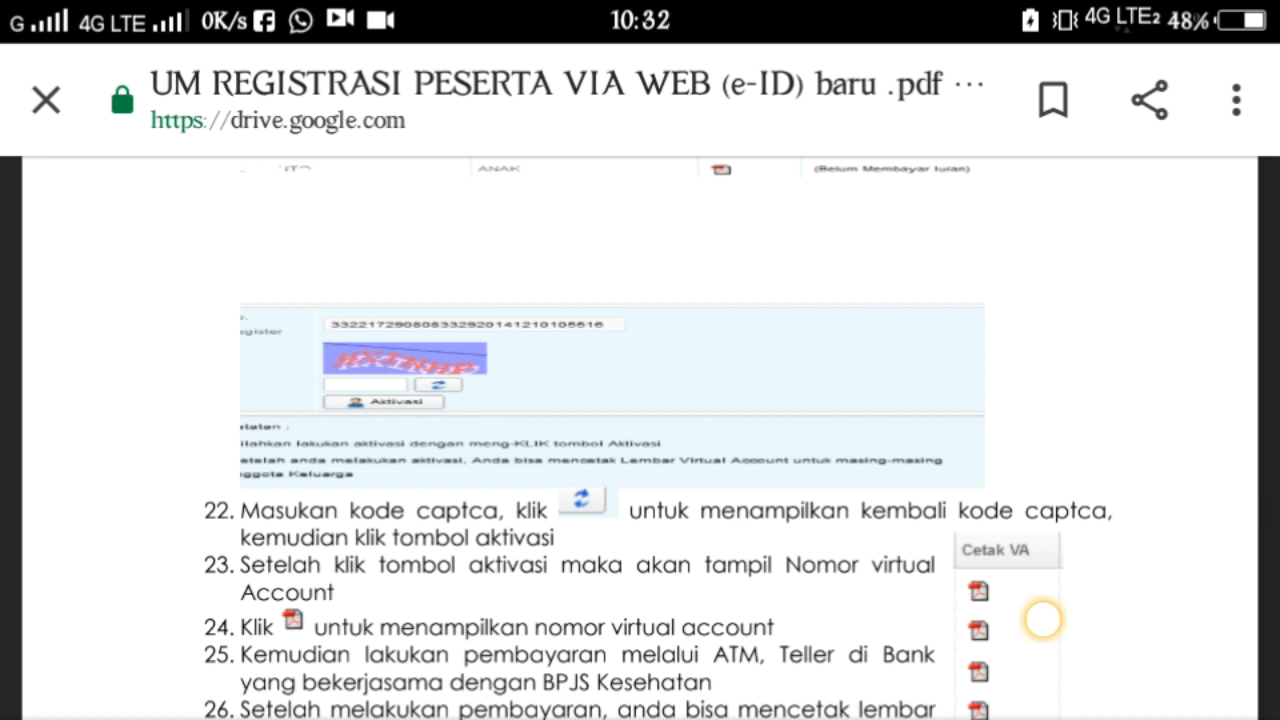 G 4G LTE 0K/s 10:32 4G LTE2 48%
UM REGISTRASI PESERTA VIA WEB (e-ID) baru .pdf ...
https://drive.google.com
ANAK (Belum Membayar Iuran)
egister 332217290808332920141210105516
Aktivasi
ilahkan lakukan aktivasi dengan meng-KLIK tombol Aktivasi
etelah anda melakukan aktivasi, Anda bisa mencetak Lembar Virtual Account untuk masing-masing
ggota Keluarga
22. Masukan kode captca, klik untuk menampilkan kembali kode captca,
kemudian klik tombol aktivasi
Cetak VA
23. Setelah klik tombol aktivasi maka akan tampil Nomor virtual
Account
24. Klik untuk menampilkan nomor virtual account
25. Kemudian lakukan pembayaran melalui ATM, Teller di Bank
yang bekerjasama dengan BPJS Kesehatan
26. Setelah melakukan pembayaran, anda bisa mencetak lembar